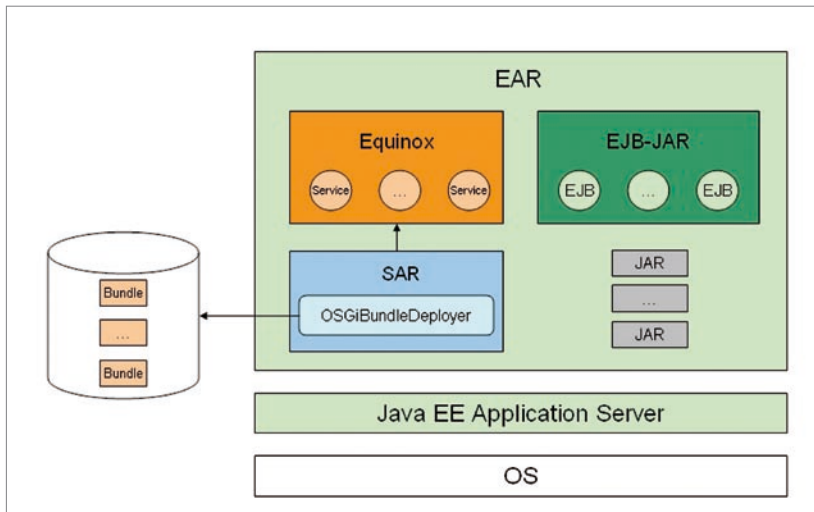 EAR
Equinox
Service
...
Service
EJB-JAR
EJB
...
EJB
SAR
OSGiBundleDeployer
JAR
...
JAR
Bundle
...
Bundle
Java EE Application Server
OS